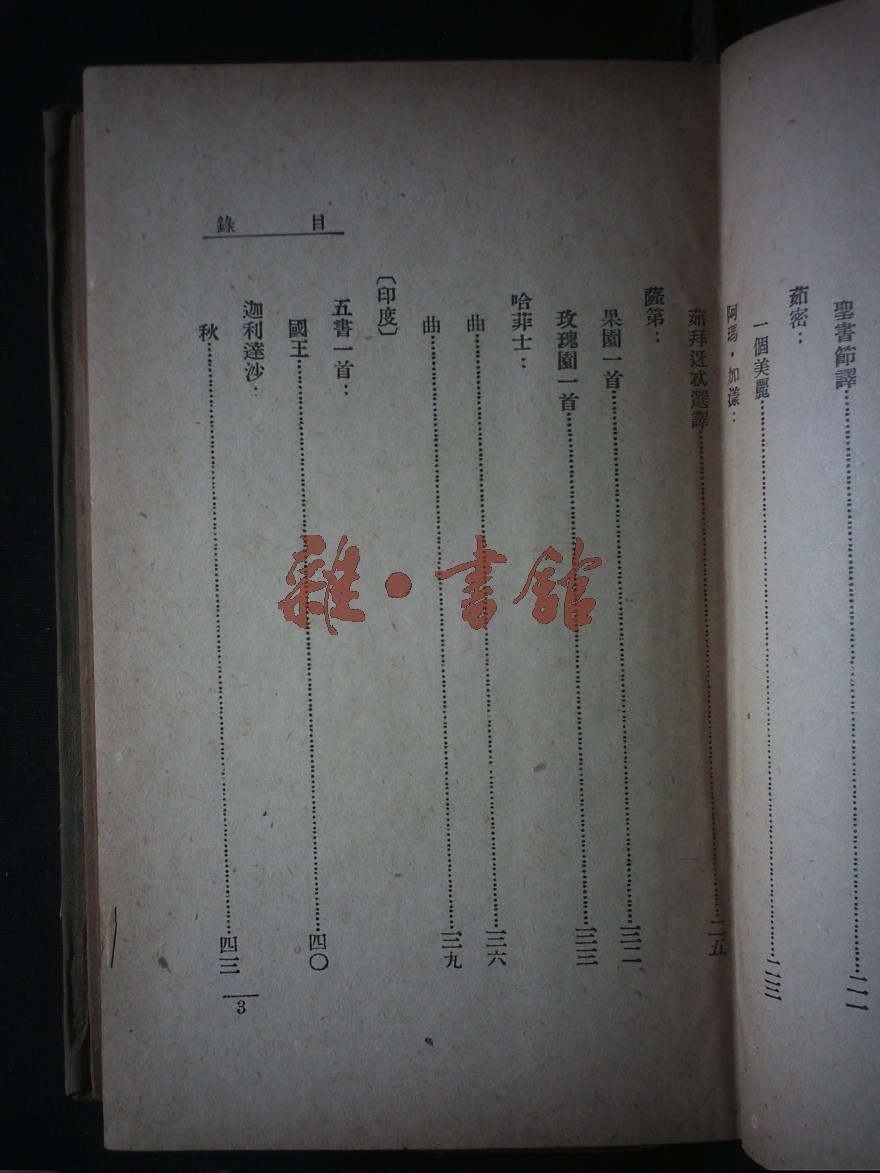 聖書節譯……二一
茹密：
一個美麗……二三
阿瑪·加漾：
茹拜迓忒選譯……二五
目錄
薩第：
果園一首……三二
玫瑰園一首……三三
哈菲士：
曲……三六
曲……三九
〔印度〕
五書一首：
國王……四〇
迦利達沙：
秋……四三
3
雜·書館